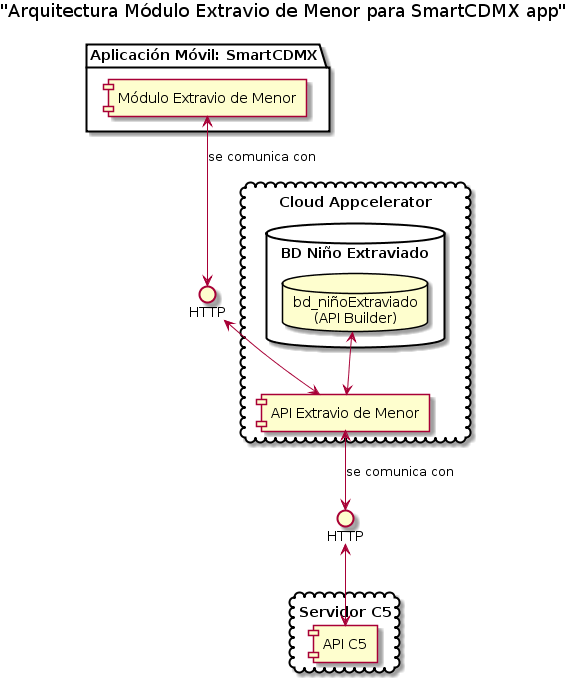 "Arquitectura Módulo Extravio de Menor para SmartCDMX app"
Aplicación Móvil: SmartCDMX
Módulo Extravio de Menor
se comunica con
Cloud Appcelerator
BD Niño Extraviado
bd_niñoExtraviado
(API Builder)
HTTP
API Extravio de Menor
se comunica con
HTTP
Servidor C5
API C5